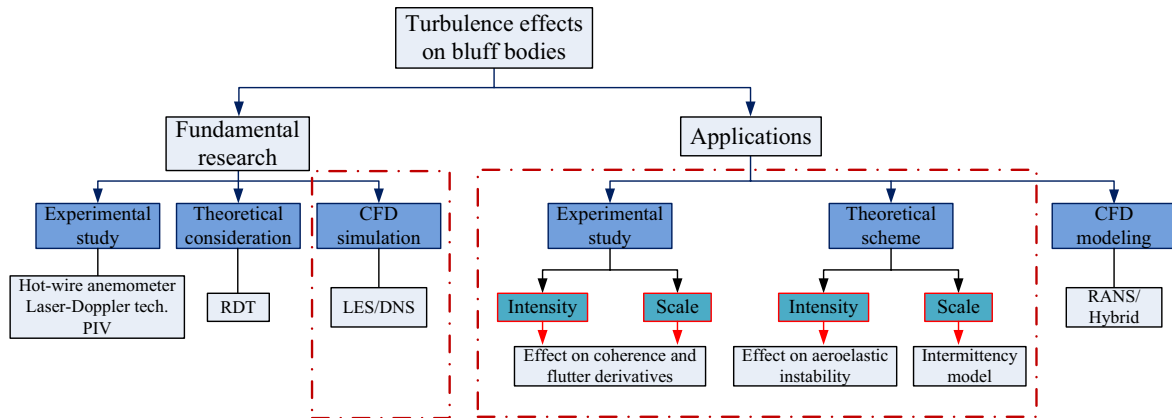 Turbulence effects
on bluff bodies
Fundamental
research
Applications
Experimental
study
Theoretical
consideration
CFD
simulation
Experimental
study
Theoretical
scheme
CFD
modeling
Hot-wire anemometer
Laser-Doppler tech.
PIV
RDT
LES/DNS
Intensity
Scale
Intensity
Scale
RANS/
Hybrid
Effect on coherence and
flutter derivatives
Effect on aeroelastic
instability
Intermittency
model